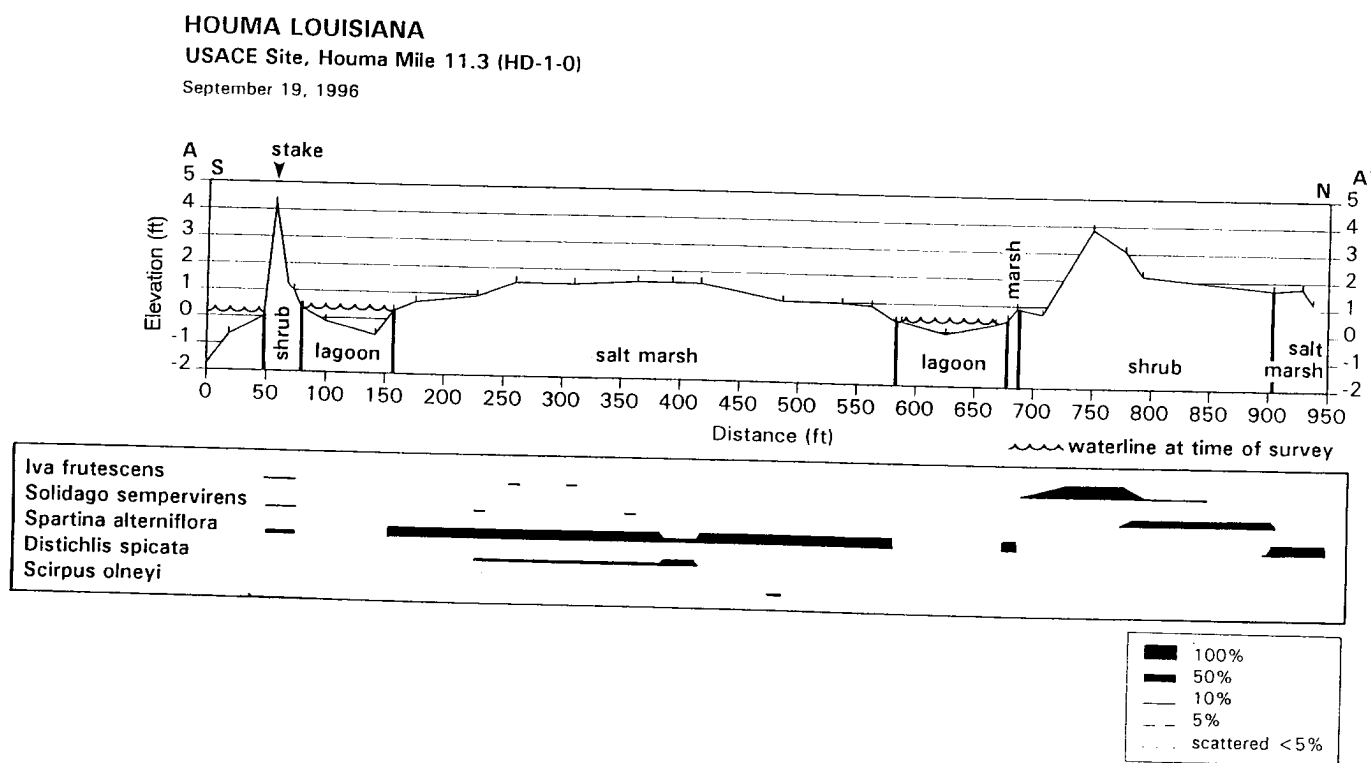 HOUMA LOUISIANA
USACE Site, Houma Mile 11.3 (HD-1-0)
September 19, 1996
A S stake N A'
Elevation (ft)
5 5
4 4
3 3
2 2
1 1
0 0
-1 -1
-2 -2
shrub
lagoon
salt marsh
lagoon
marsh
shrub
salt
marsh
0 50 100 150 200 250 300 350 400 450 500 550 600 650 700 750 800 850 900 950
Distance (ft)
waterline at time of survey
Iva frutescens
Solidago sempervirens
Spartina alterniflora
Distichlis spicata
Scirpus olneyi
100%
50%
10%
5%
scattered <5%